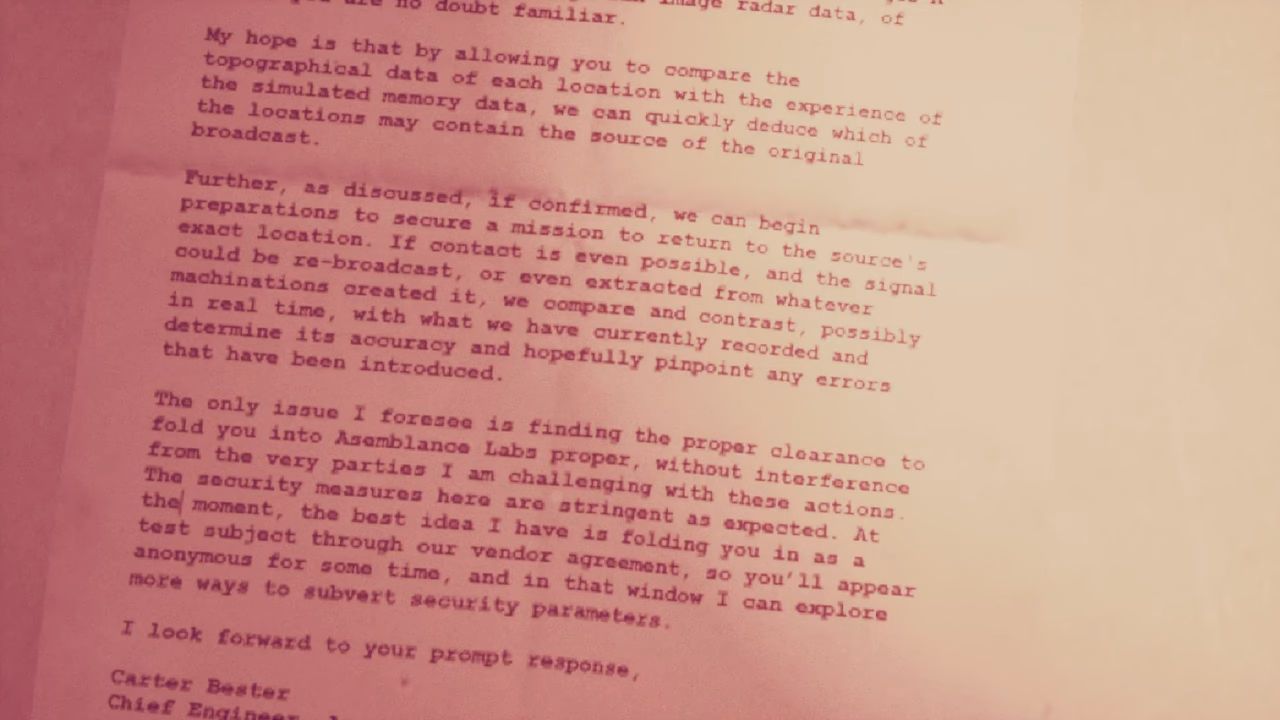 image radar data, of
you are no doubt familiar.
My hope is that by allowing you to compare the
topographical data of each location with the experience of
the simulated memory data, we can quickly deduce which of
the locations may contain the source of the original
broadcast.
Further, as discussed, if confirmed, we can begin
preparations to secure a mission to return to the source's
exact location. If contact is even possible, and the signal
could be re-broadcast, or even extracted from whatever
machinations created it, we compare and contrast, possibly
in real time, with what we have currently recorded and
determine its accuracy and hopefully pinpoint any errors
that have been introduced.
The only issue I foresee is finding the proper clearance to
fold you into Asemblance Labs proper, without interference
from the very parties I am challenging with these actions.
The security measures here are stringent as expected. At
the moment, the best idea I have is folding you in as a
test subject through our vendor agreement, so you'll appear
anonymous for some time, and in that window I can explore
more ways to subvert security parameters.
I look forward to your prompt response,
Carter Bester
Chief Engineer